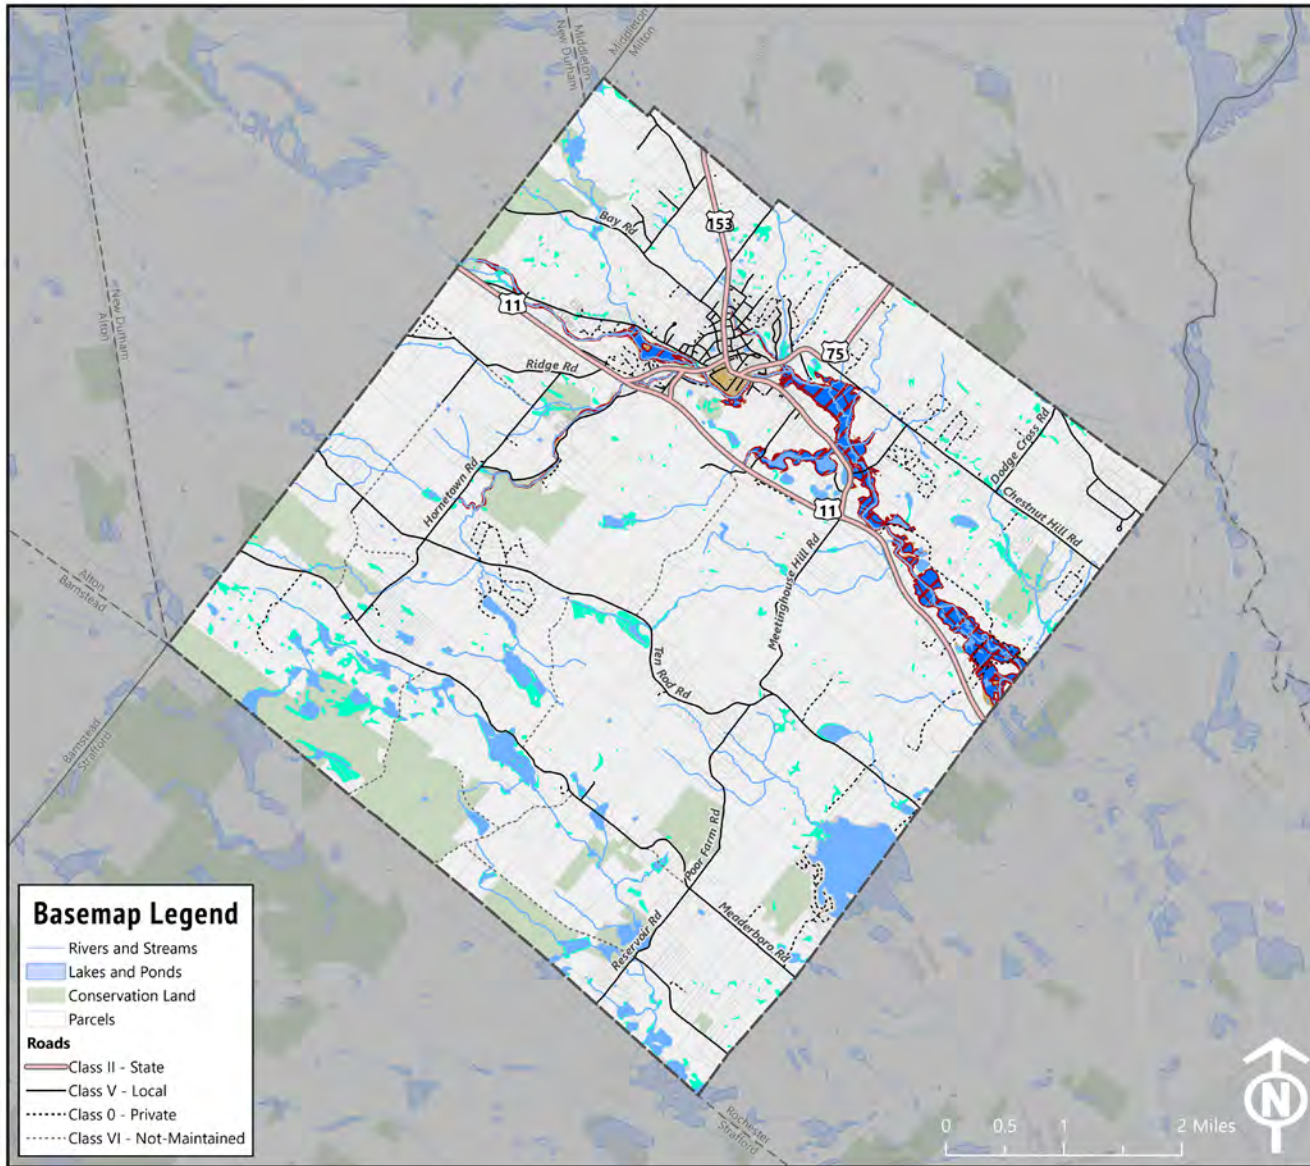 Middleton
New Durham
Middleton
Milton
153
Bay Rd
11
75
Ridge Rd
New Durham
Alton
Dodge Cross Rd
Hornetown Rd
Chestnut Hill Rd
11
Meetinghouse Hill Rd
Alton
Barnstead
Ten Rod Rd
Barnstead
Strafford
Poor Farm Rd
Meaderboro Rd
Reservoir Rd
Basemap Legend
Rivers and Streams
Lakes and Ponds
Conservation Land
Parcels
Roads
Class II - State
Class V - Local
Class 0 - Private
Class VI - Not-Maintained
Rochester
Strafford
0 0.5 1 2 Miles
N